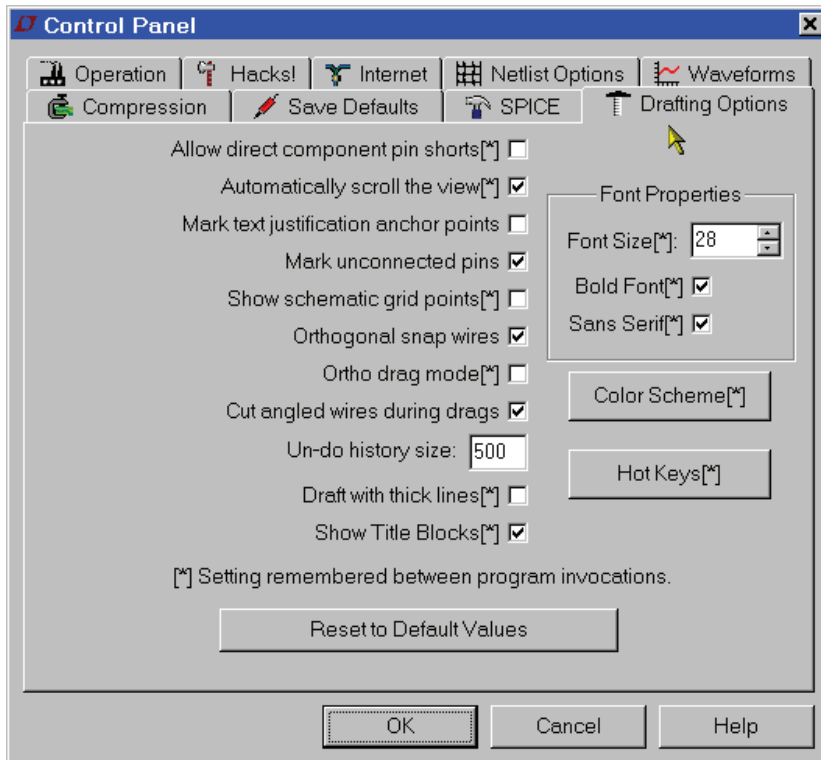 Control Panel
Operation Hacks! Internet Netlist Options Waveforms
Compression Save Defaults SPICE Drafting Options
Allow direct component pin shorts[*]
Automatically scroll the view[*]
Mark text justification anchor points
Mark unconnected pins
Show schematic grid points[*]
Orthogonal snap wires
Ortho drag mode[*]
Cut angled wires during drags
Un-do history size: 500
Draft with thick lines[*]
Show Title Blocks[*]
Font Properties
Font Size[*]: 28
Bold Font[*]
Sans Serif[*]
Color Scheme[*]
Hot Keys[*]
[*] Setting remembered between program invocations.
Reset to Default Values
OK Cancel Help